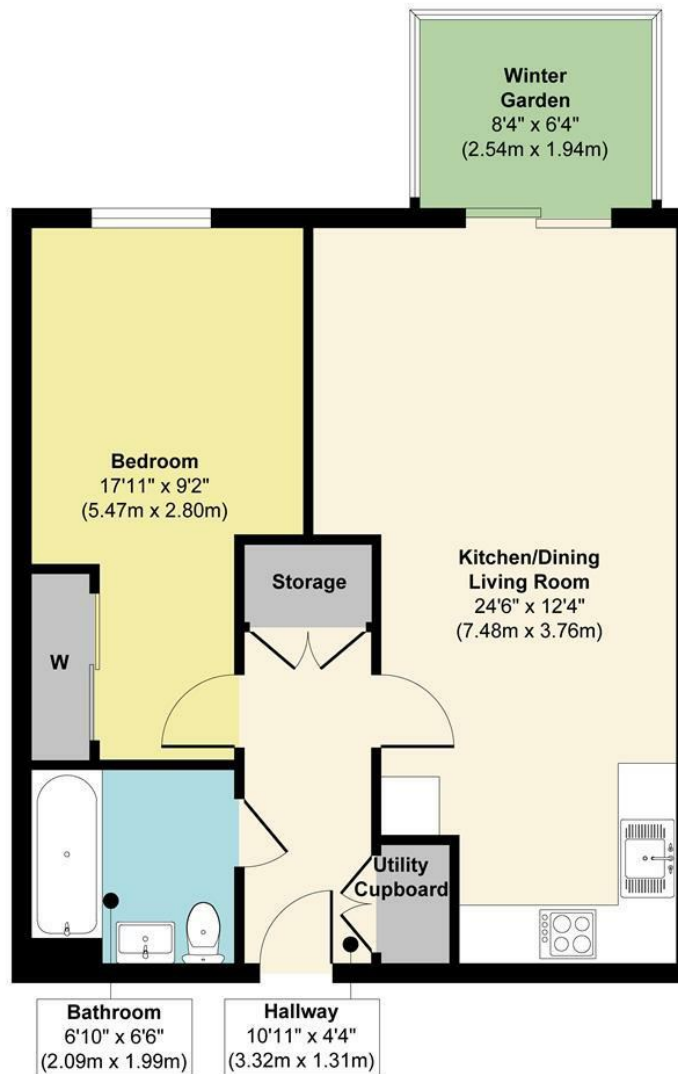 Winter
Garden
8'4" x 6'4"
(2.54m x 1.94m)
Bedroom
17'11" x 9'2"
(5.47m x 2.80m)
Storage
Kitchen/Dining
Living Room
24'6" x 12'4"
(7.48m x 3.76m)
W
Utility
Cupboard
Bathroom
6'10" x 6'6"
(2.09m x 1.99m)
Hallway
10'11" x 4'4"
(3.32m x 1.31m)